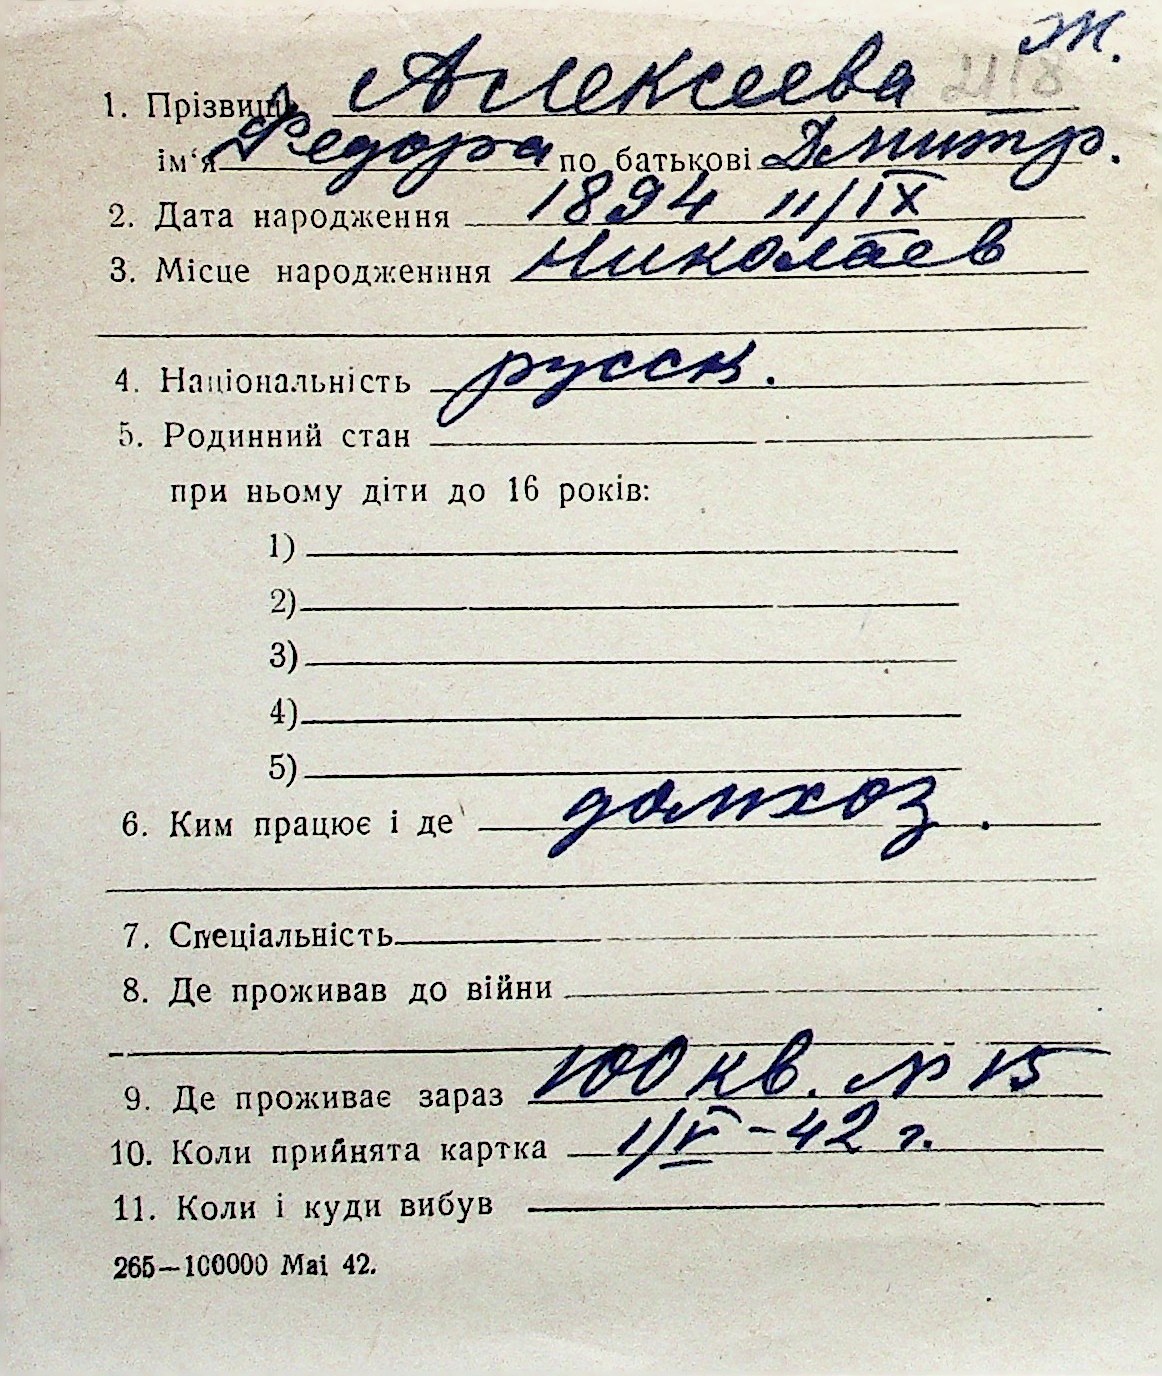 Ж.
2118
1. Прізвище Алексеева
ім'я Федора по батькові Дмитр.
2. Дата народження 1894 11/IX
3. Місце народженння Николаев
4. Національність русск.
5. Родинний стан
при ньому діти до 16 років:
1)
2)
3)
4)
5)
6. Ким працює і де домхоз.
7. Спеціальність
8. Де проживав до війни
9. Де проживає зараз 100 кв. № 15
10. Коли прийнята картка 1/V-42 г.
11. Коли і куди вибув
265—100000 Маі 42.